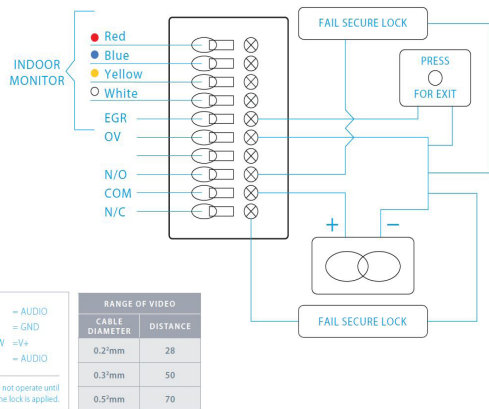 Red
Blue
Yellow
White
INDOOR
MONITOR
EGR
OV
N/O
COM
N/C
FAIL SECURE LOCK
PRESS
FOR EXIT
+ −
FAIL SECURE LOCK
= AUDIO
= GND
W =V+
= AUDIO
not operate until
he lock is applied.
RANGE OF VIDEO
CABLE
DIAMETER DISTANCE
0.2²mm 28
0.3²mm 50
0.5²mm 70